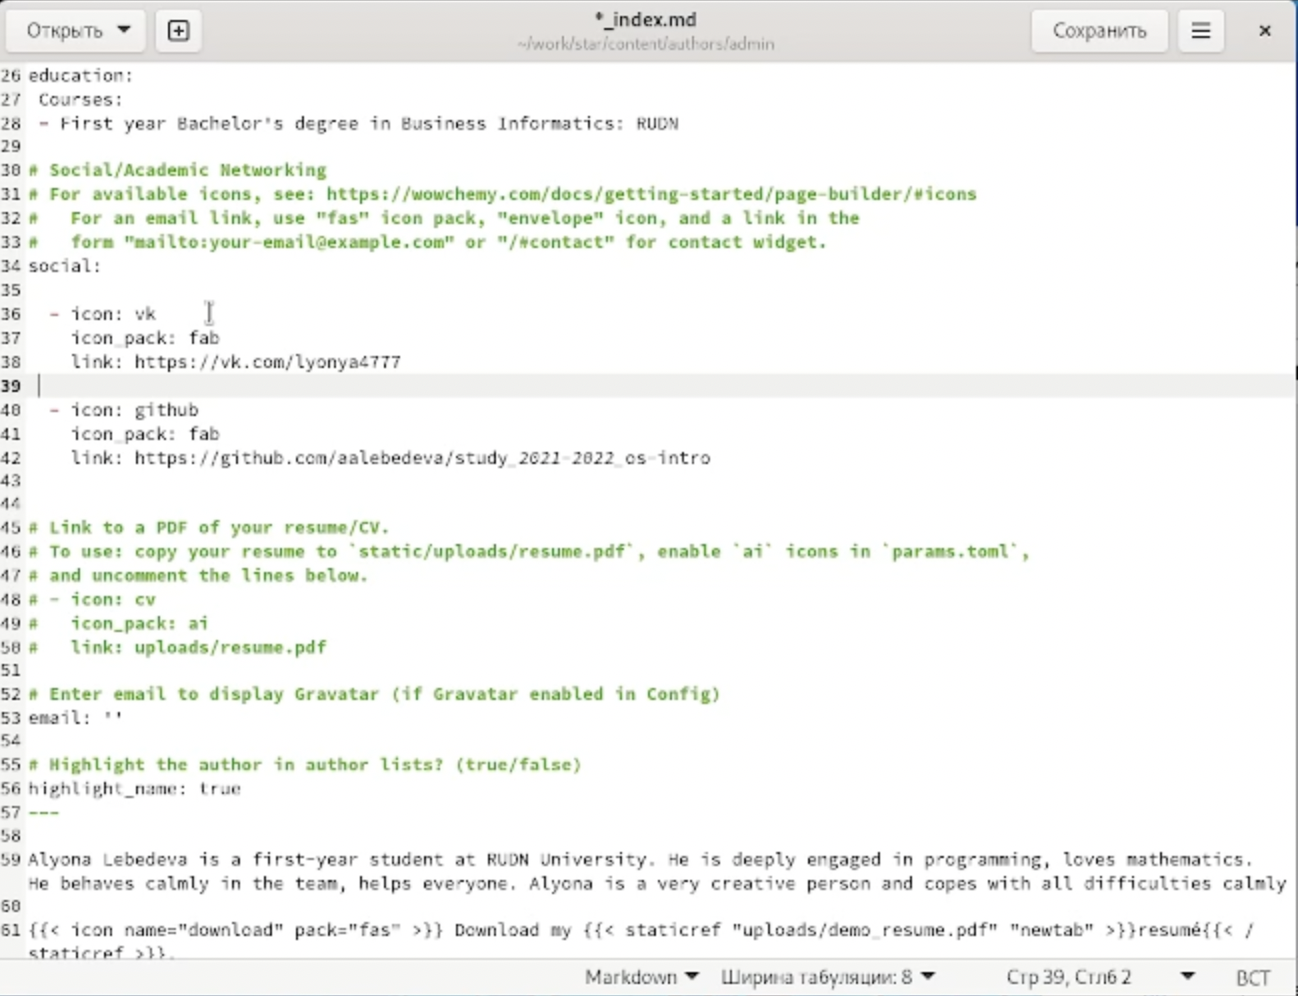 Открыть
*_index.md
~/work/star/content/authors/admin
Сохранить
26 education:
27  Courses:
28  - First year Bachelor's degree in Business Informatics: RUDN
29
30 # Social/Academic Networking
31 # For available icons, see: https://wowchemy.com/docs/getting-started/page-builder/#icons
32 #   For an email link, use "fas" icon pack, "envelope" icon, and a link in the
33 #   form "mailto:your-email@example.com" or "/#contact" for contact widget.
34 social:
35
36   - icon: vk
37     icon_pack: fab
38     link: https://vk.com/lyonya4777
39
40   - icon: github
41     icon_pack: fab
42     link: https://github.com/aalebedeva/study_2021-2022_os-intro
43
44
45 # Link to a PDF of your resume/CV.
46 # To use: copy your resume to `static/uploads/resume.pdf`, enable `ai` icons in `params.toml`,
47 # and uncomment the lines below.
48 # - icon: cv
49 #   icon_pack: ai
50 #   link: uploads/resume.pdf
51
52 # Enter email to display Gravatar (if Gravatar enabled in Config)
53 email: ''
54
55 # Highlight the author in author lists? (true/false)
56 highlight_name: true
57 ---
58
59 Alyona Lebedeva is a first-year student at RUDN University. He is deeply engaged in programming, loves mathematics.
He behaves calmly in the team, helps everyone. Alyona is a very creative person and copes with all difficulties calmly
60
61 {{< icon name="download" pack="fas" >}} Download my {{< staticref "uploads/demo_resume.pdf" "newtab" >}}resumé{{< /
staticref >}}.
Markdown
Ширина табуляции: 8
Стр 39, Стлб 2
ВСТ